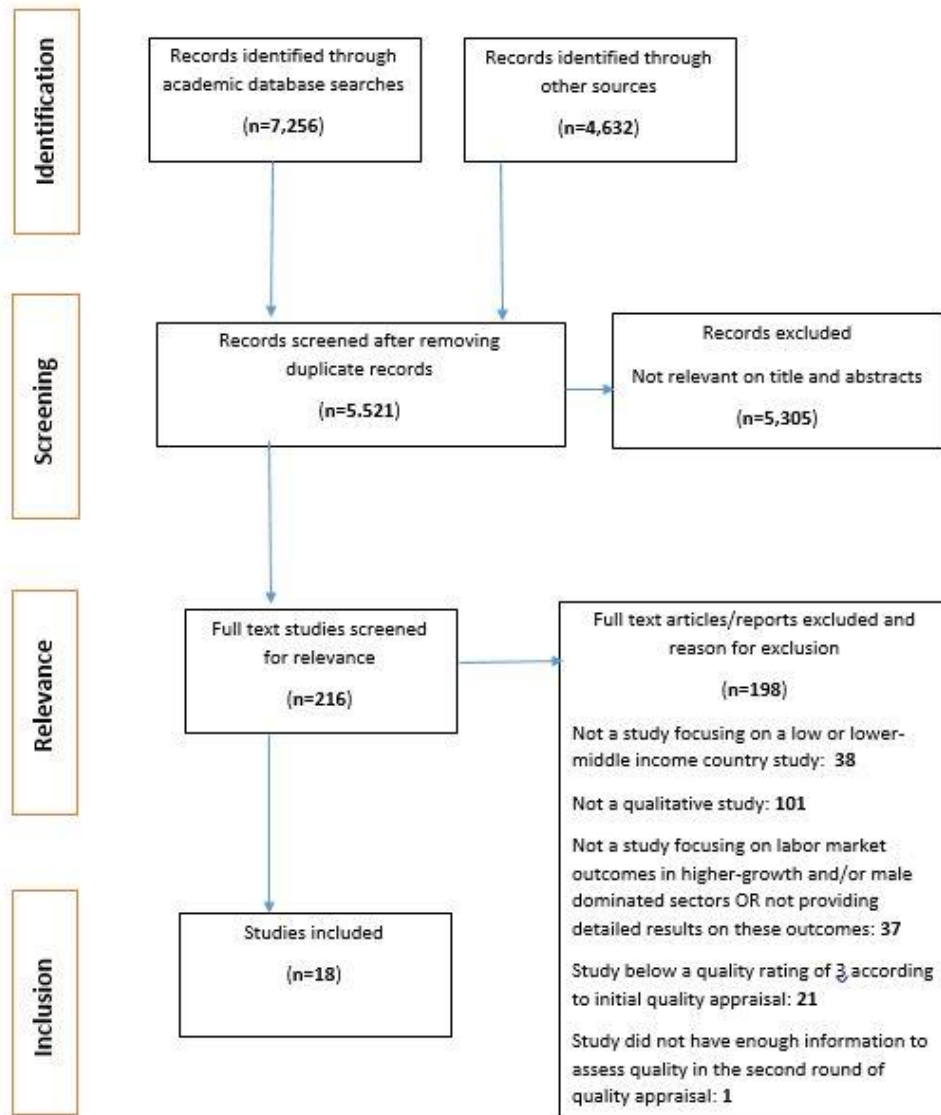 Identification
Records identified through
academic database searches
(n=7,256)
Records identified through
other sources
(n=4,632)
Screening
Records screened after removing
duplicate records
(n=5.521)
Records excluded
Not relevant on title and abstracts
(n=5,305)
Relevance
Full text studies screened
for relevance
(n=216)
Full text articles/reports excluded and
reason for exclusion
(n=198)
Not a study focusing on a low or lower-
middle income country study: 38
Not a qualitative study: 101
Not a study focusing on labor market
outcomes in higher-growth and/or male
dominated sectors OR not providing
detailed results on these outcomes: 37
Study below a quality rating of 3 according
to initial quality appraisal: 21
Study did not have enough information to
assess quality in the second round of
quality appraisal: 1
Inclusion
Studies included
(n=18)